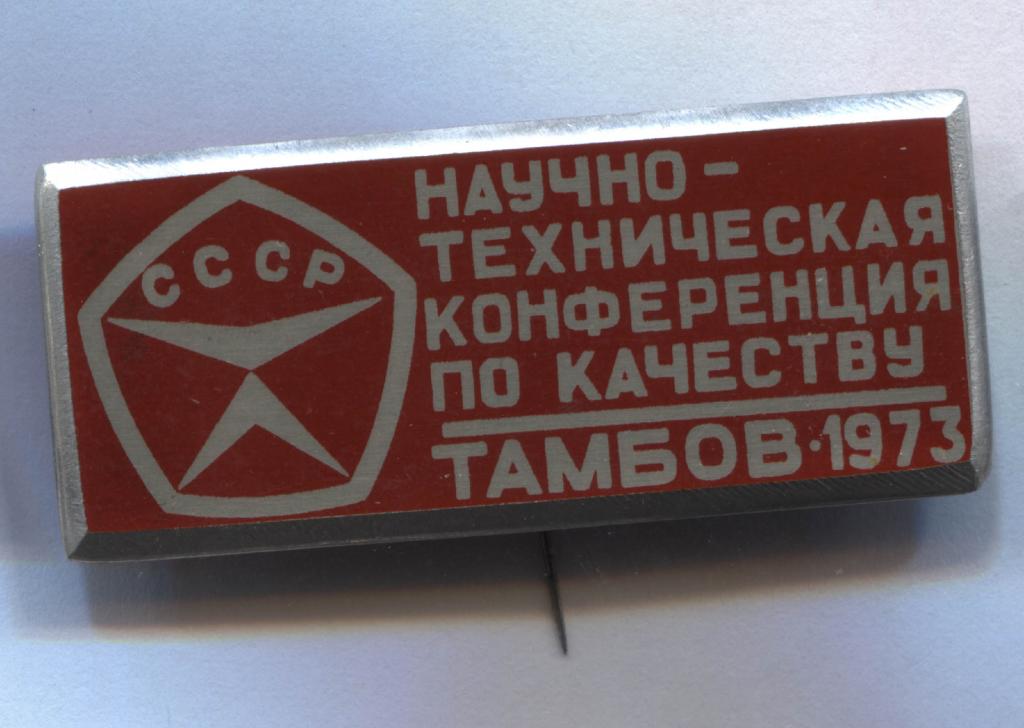 СССР
НАУЧНО-
ТЕХНИЧЕСКАЯ
КОНФЕРЕНЦИЯ
ПО КАЧЕСТВУ
ТАМБОВ·1973